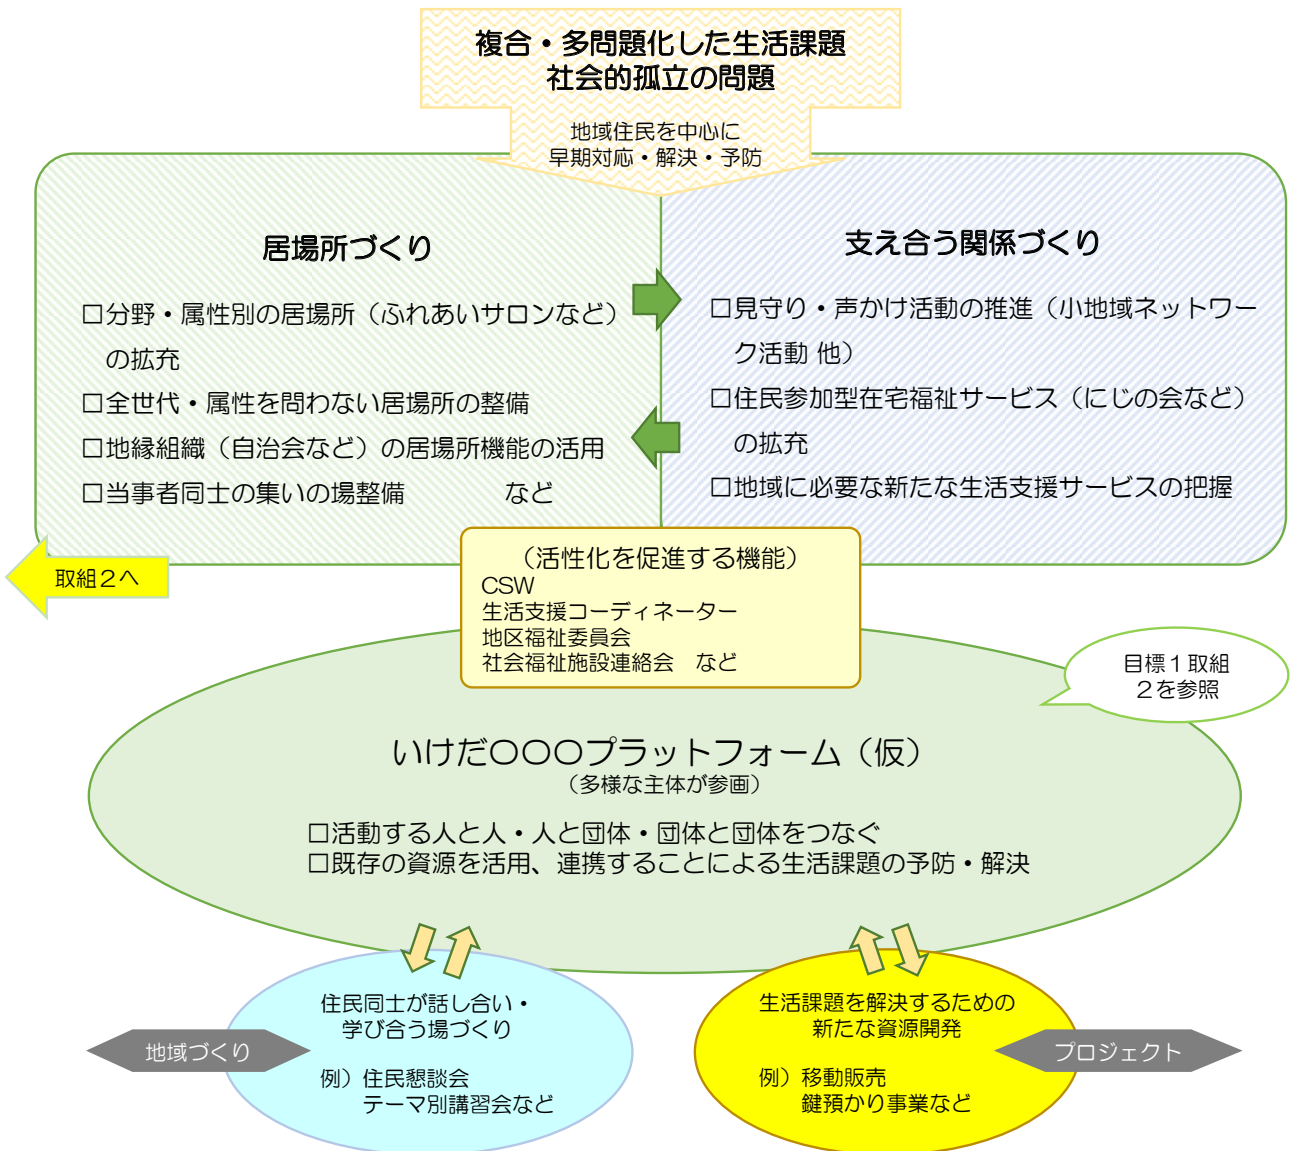 複合・多問題化した生活課題
社会的孤立の問題
地域住民を中心に
早期対応・解決・予防
居場所づくり
□分野・属性別の居場所（ふれあいサロンなど）
の拡充
□全世代・属性を問わない居場所の整備
□地縁組織（自治会など）の居場所機能の活用
□当事者同士の集いの場整備　　　　など
支え合う関係づくり
□見守り・声かけ活動の推進（小地域ネットワー
ク活動 他）
□住民参加型在宅福祉サービス（にじの会など）
の拡充
□地域に必要な新たな生活支援サービスの把握
取組２へ
（活性化を促進する機能）
CSW
生活支援コーディネーター
地区福祉委員会
社会福祉施設連絡会　など
目標１取組
２を参照
いけだ〇〇〇プラットフォーム（仮）
（多様な主体が参画）
□活動する人と人・人と団体・団体と団体をつなぐ
□既存の資源を活用、連携することによる生活課題の予防・解決
住民同士が話し合い・
学び合う場づくり
例）住民懇談会
テーマ別講習会など
地域づくり
生活課題を解決するための
新たな資源開発
例）移動販売
鍵預かり事業など
プロジェクト